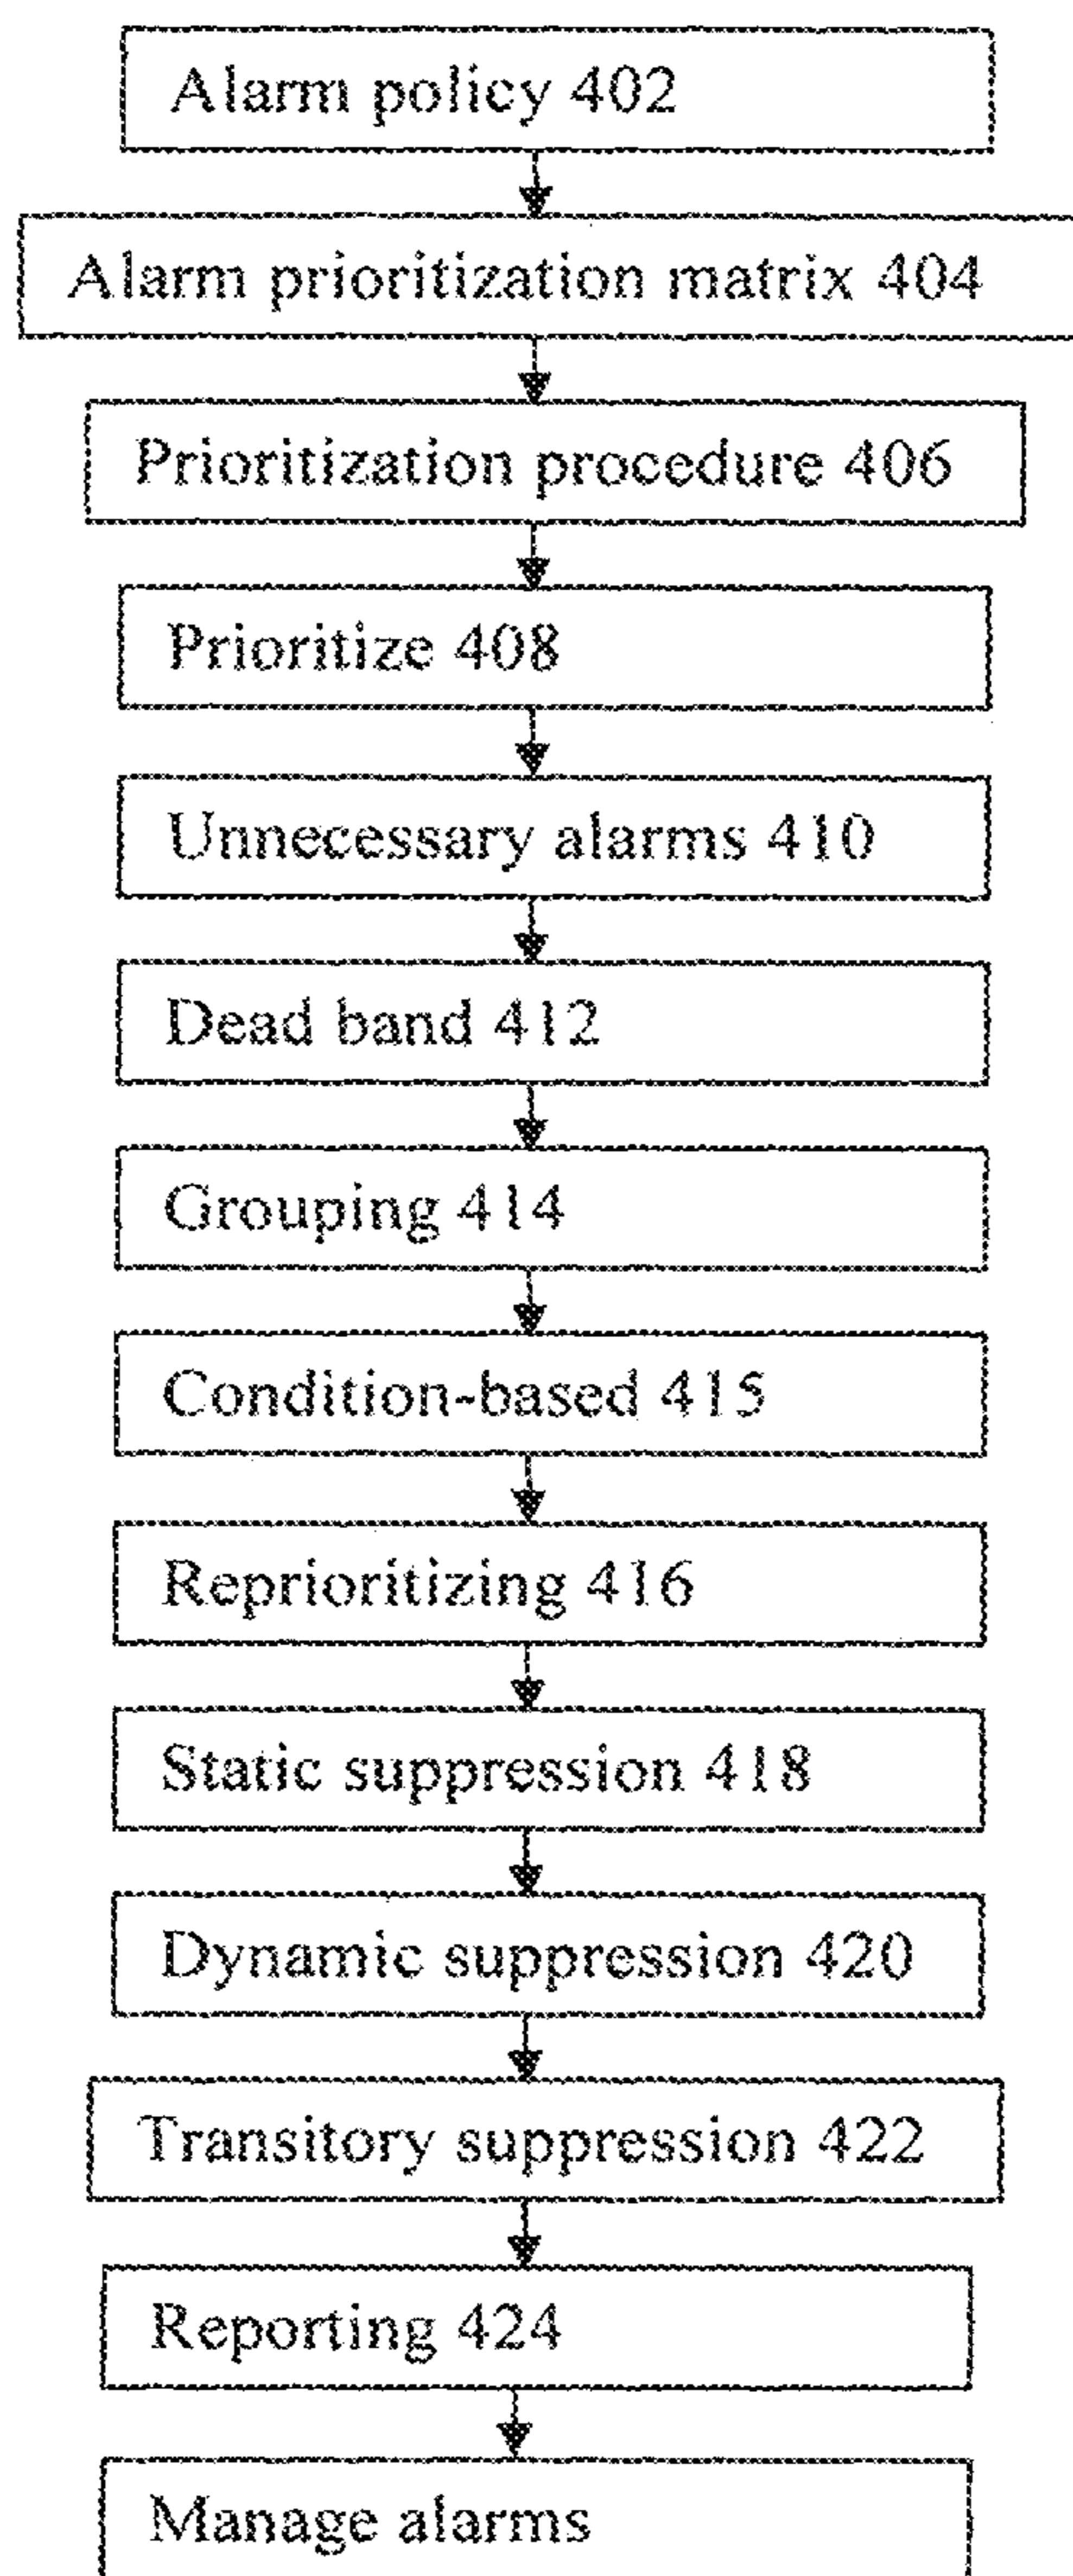 Alarm policy 402
Alarm prioritization matrix 404
Prioritization procedure 406
Prioritize 408
Unnecessary alarms 410
Dead band 412
Grouping 414
Condition-based 415
Reprioritizing 416
Static suppression 418
Dynamic suppression 420
Transitory suppression 422
Reporting 424
Manage alarms